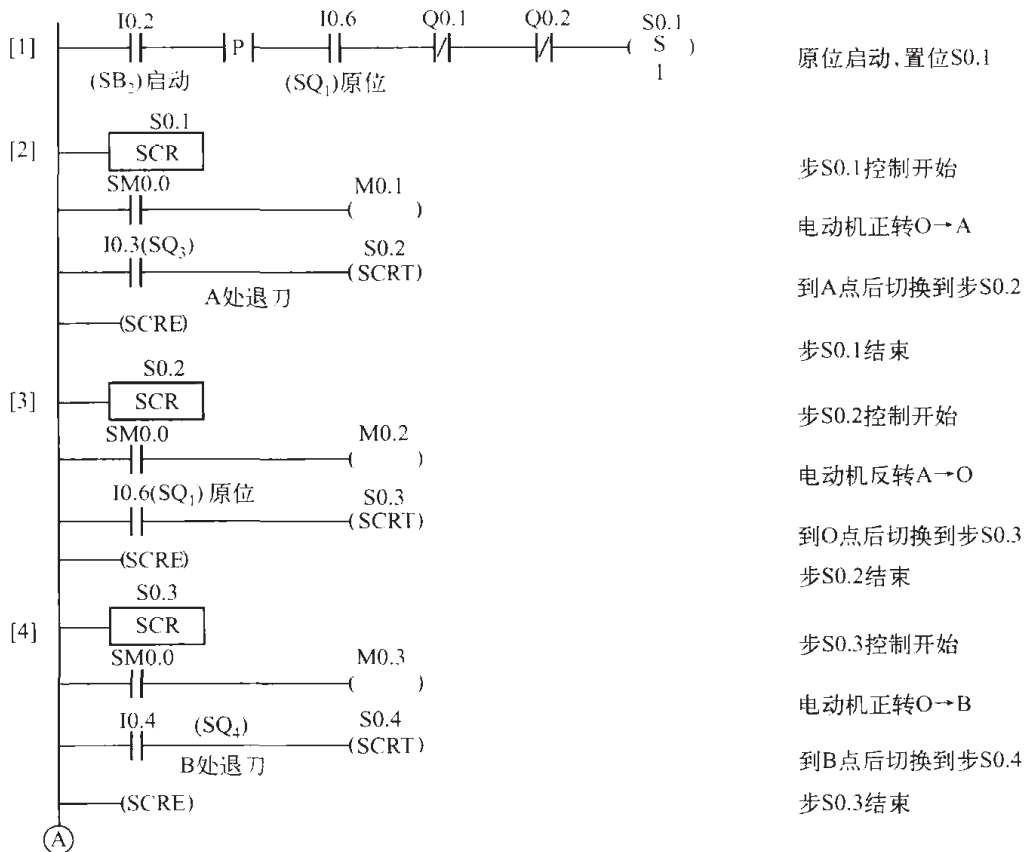 I0.2 I0.6 Q0.1 Q0.2 S0.1
[1] P S
1
(SB₂)启动 (SQ₁)原位
原位启动,置位S0.1
S0.1
[2] SCR
步S0.1控制开始
SM0.0 M0.1
电动机正转O→A
I0.3(SQ₃) S0.2
(SCRT)
A处退刀
到A点后切换到步S0.2
(SCRE)
步S0.1结束
S0.2
[3] SCR
步S0.2控制开始
SM0.0 M0.2
电动机反转A→O
I0.6(SQ₁)原位 S0.3
(SCRT)
到O点后切换到步S0.3
(SCRE)
步S0.2结束
S0.3
[4] SCR
步S0.3控制开始
SM0.0 M0.3
电动机正转O→B
I0.4 (SQ₄) S0.4
(SCRT)
B处退刀
到B点后切换到步S0.4
(SCRE)
步S0.3结束
A